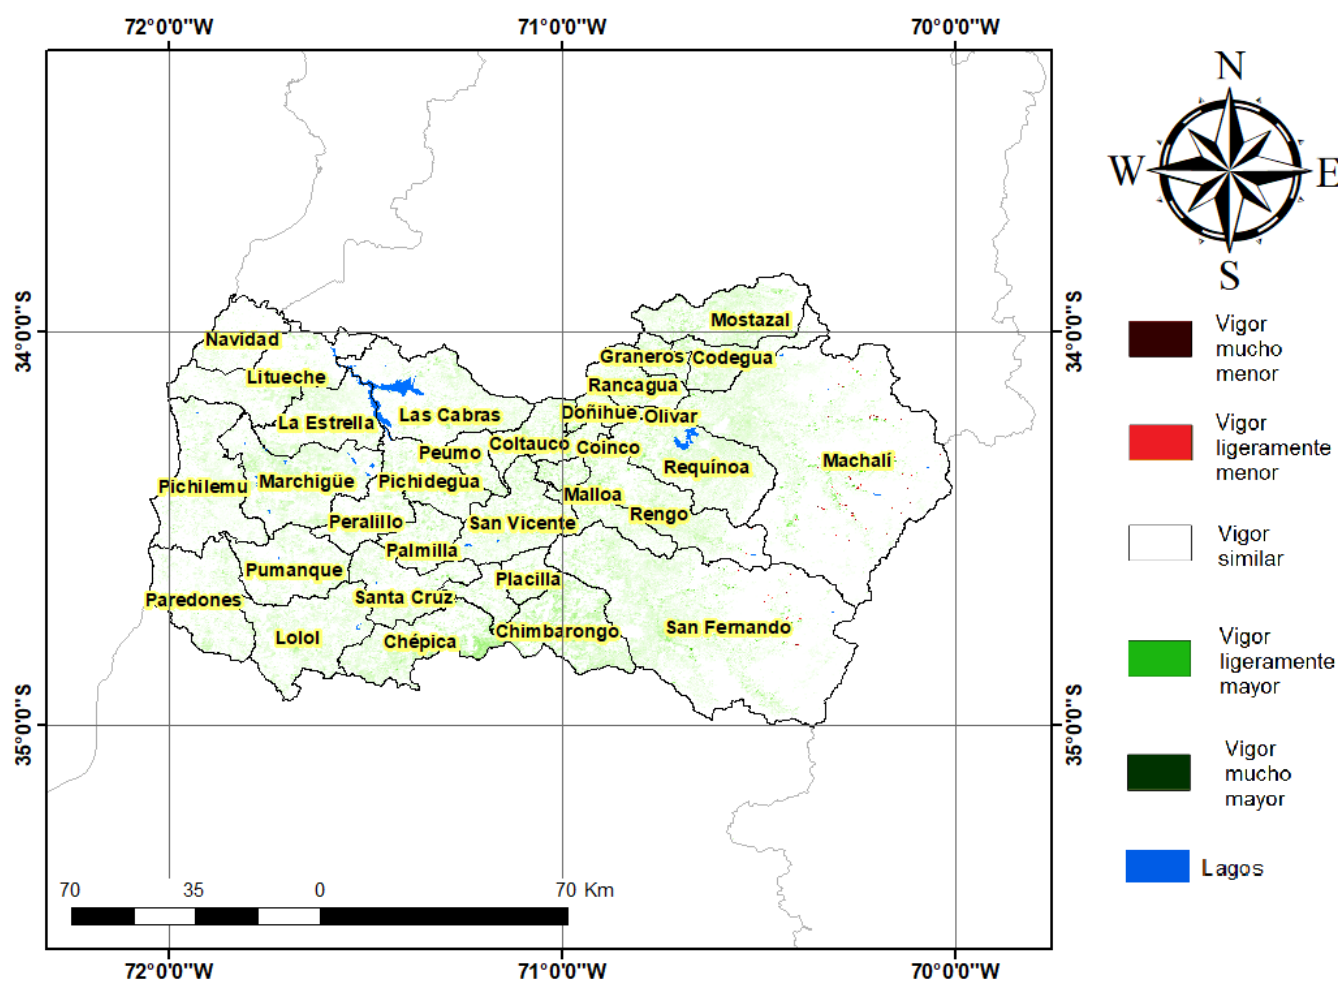 72°0'0"W
71°0'0"W
70°0'0"W
34°0'0"S
34°0'0"S
35°0'0"S
35°0'0"S
N
W
E
S
Mostazal
Navidad
Graneros
Codegua
Litueche
Rancagua
La Estrella
Las Cabras
Doñihue
Olivar
Coltauco
Coinco
Peumo
Requínoa
Machalí
Pichilemu
Marchigüe
Pichidegua
Malloa
Rengo
Peralillo
San Vicente
Palmilla
Pumanque
Placilla
Paredones
Santa Cruz
Lolol
Chépica
Chimbarongo
San Fernando
Vigor
mucho
menor
Vigor
ligeramente
menor
Vigor
similar
Vigor
ligeramente
mayor
Vigor
mucho
mayor
Lagos
70
35
0
70 Km
72°0'0"W
71°0'0"W
70°0'0"W